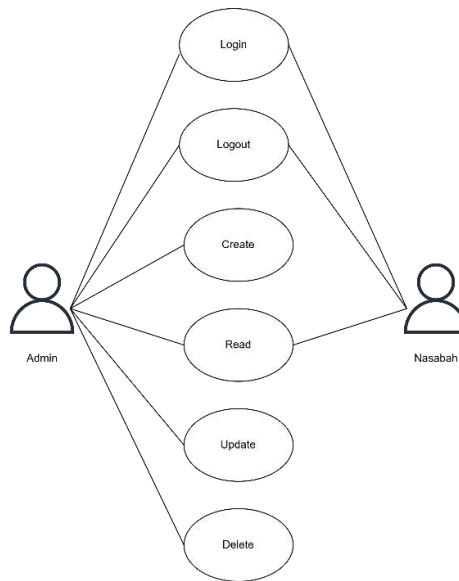 Login
Logout
Create
Read
Update
Delete
Admin
Nasabah